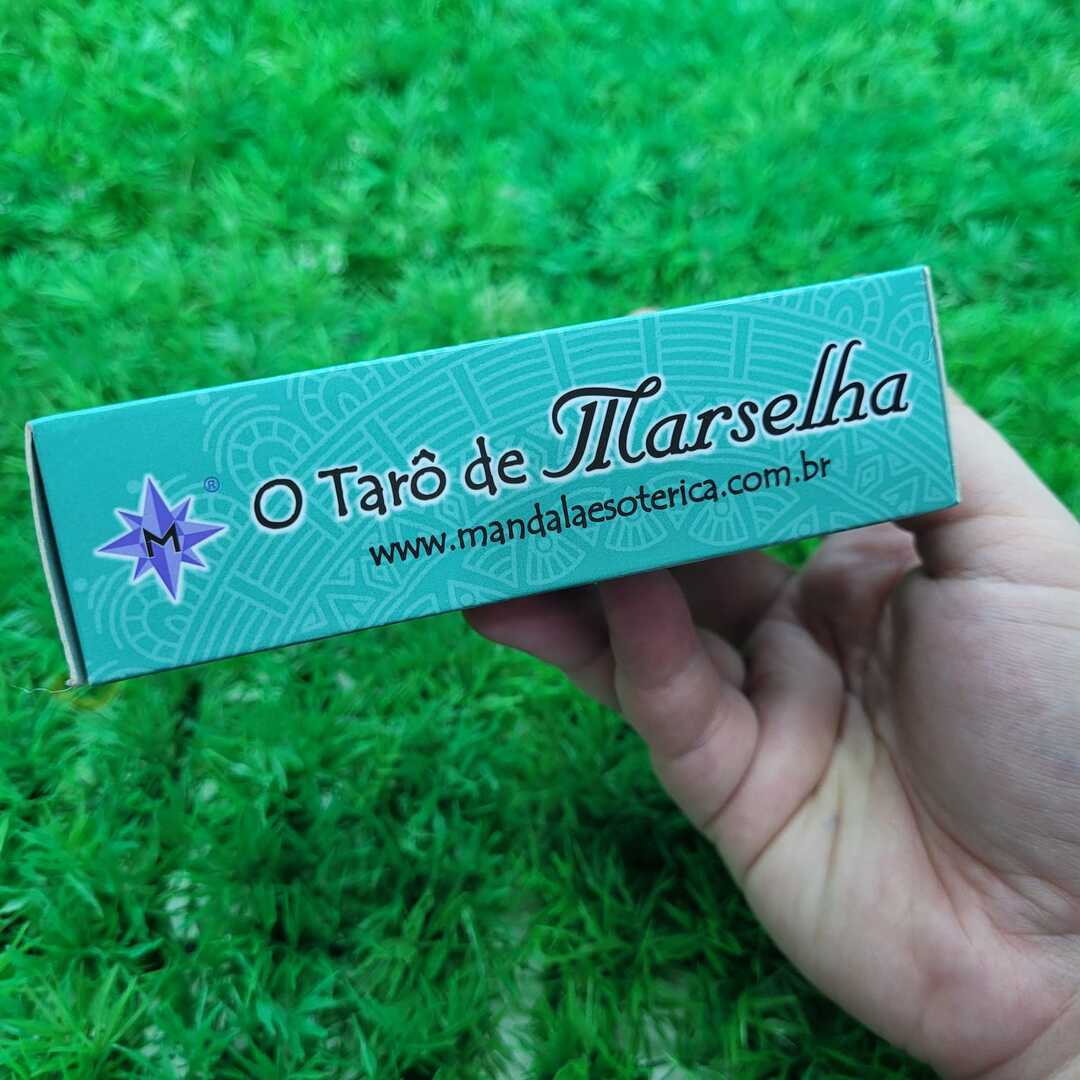 M ®
O Tarô de Marselha
www.mandalaesoterica.com.br